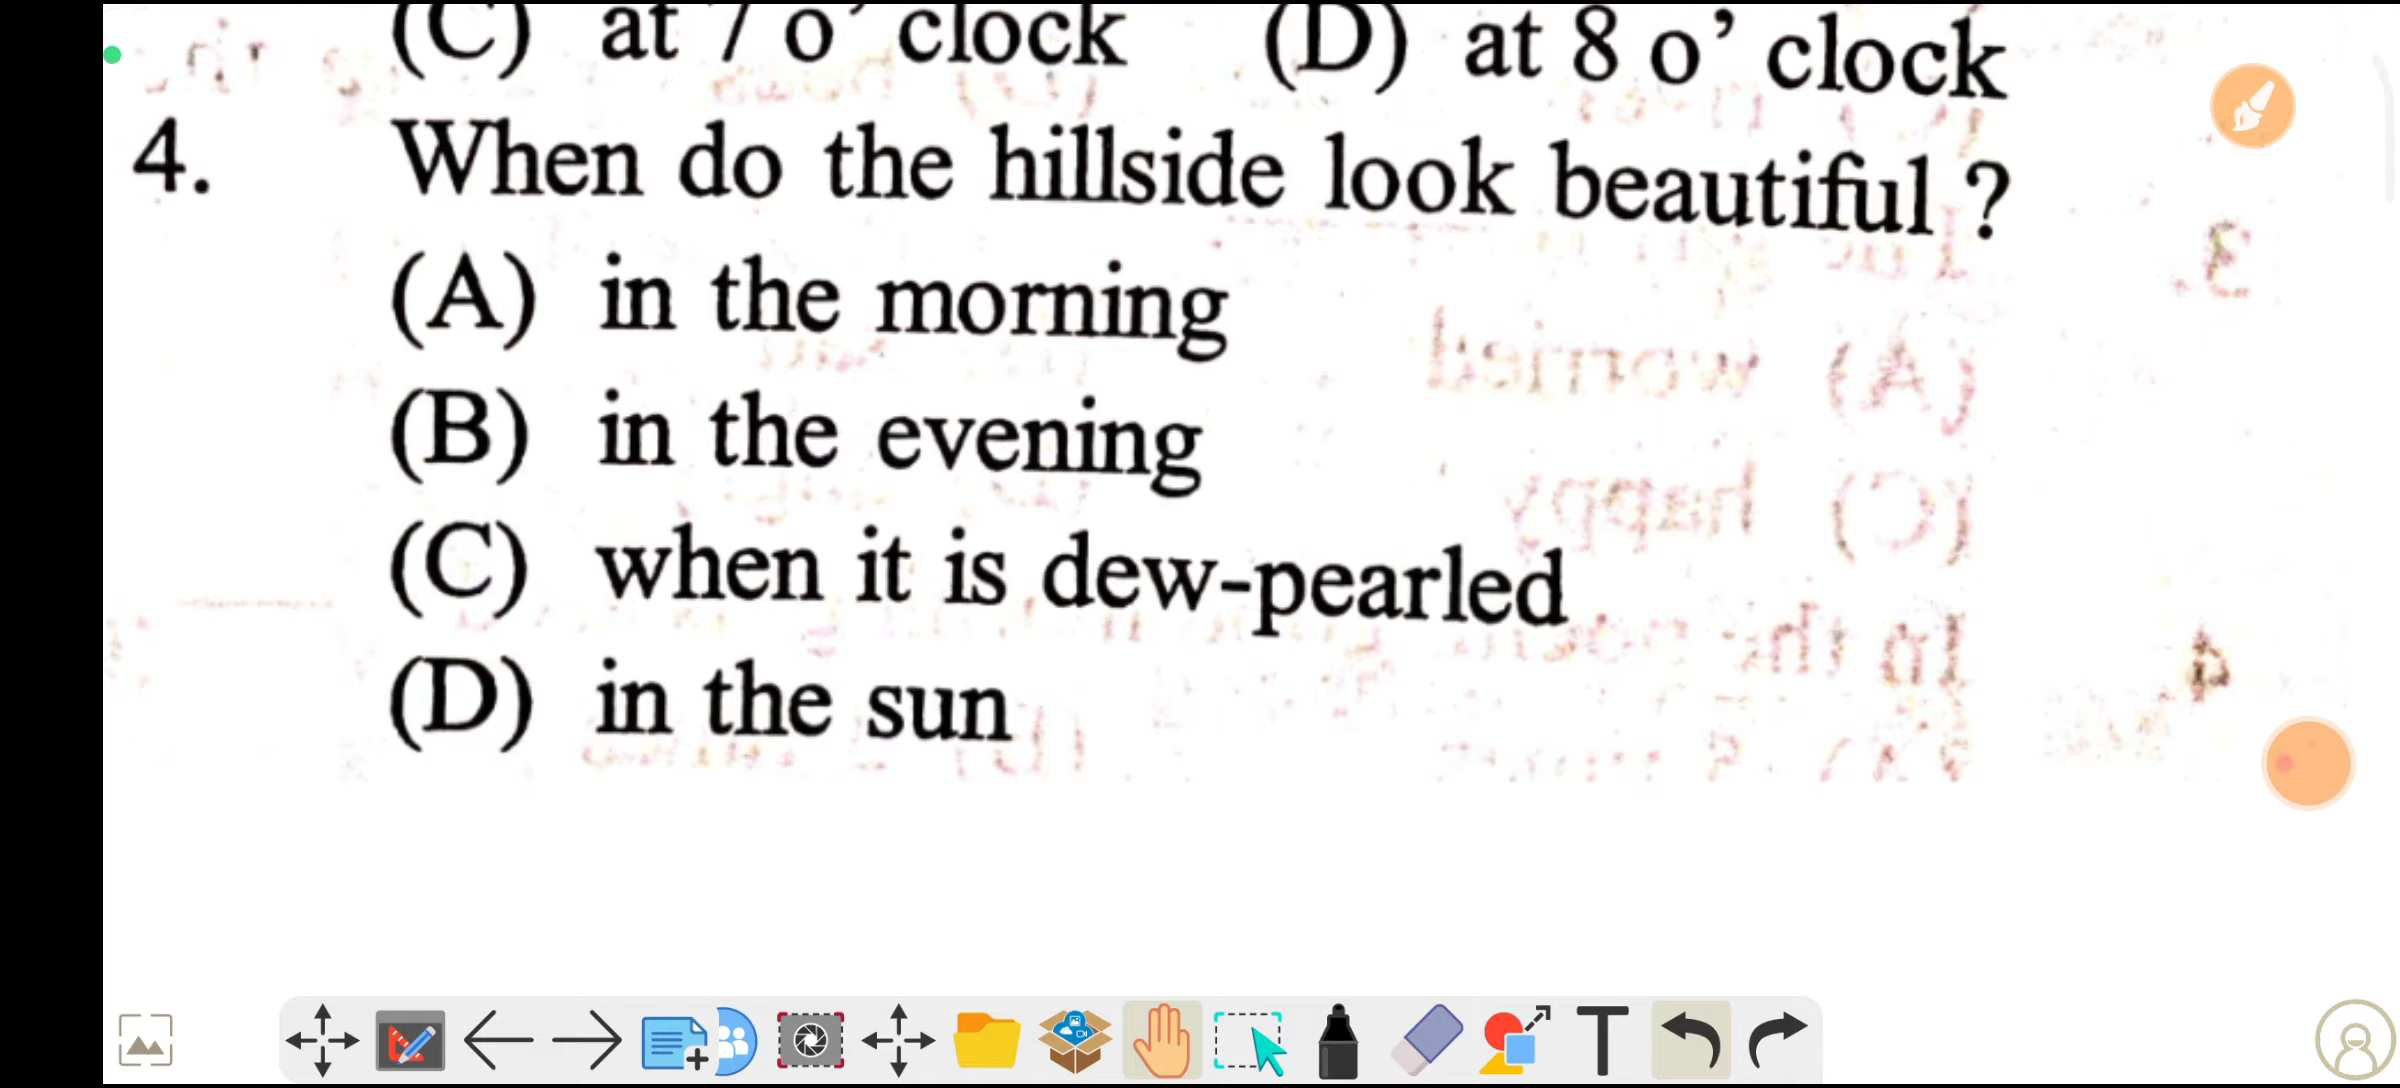 (C) at 7 o' clock (D) at 8 o' clock
4. When do the hillside look beautiful ?
(A) in the morning
(B) in the evening
(C) when it is dew-pearled
(D) in the sun